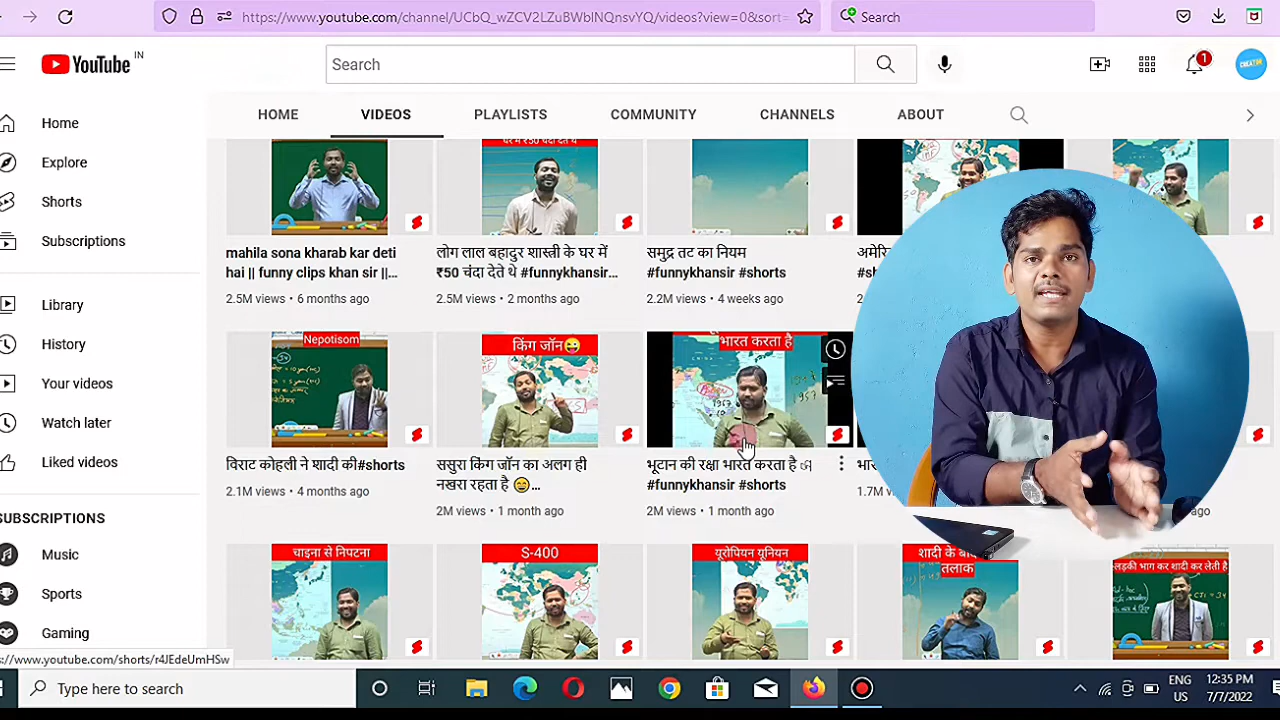 https://www.youtube.com/channel/UCbQ_wZCV2LZuBWblNQnsvYQ/videos?view=0&sort=
Search
YouTube IN
Search
1
HOME
VIDEOS
PLAYLISTS
COMMUNITY
CHANNELS
ABOUT
Home
Explore
Shorts
Subscriptions
Library
History
Your videos
Watch later
Liked videos
SUBSCRIPTIONS
Music
Sports
Gaming
mahila sona kharab kar deti
hai || funny clips khan sir ||...
2.5M views • 6 months ago
लोग लाल बहादुर शास्त्री के घर में
₹50 चंदा देते थे #funnykhansir...
2.5M views • 2 months ago
समुद्र तट का नियम
#funnykhansir #shorts
2.2M views • 4 weeks ago
Nepotisom
विराट कोहली ने शादी की#shorts
2.1M views • 4 months ago
किंग जॉन😜
ससुरा किंग जॉन का अलग ही
नखरा रहता है 😄...
2M views • 1 month ago
भारत करता है
भूटान की रक्षा भारत करता है
#funnykhansir #shorts
2M views • 1 month ago
1.7M
ago
चाइना से निपटना
S-400
यूरोपियन यूनियन
शादी के बाद
तलाक
लड़की भाग कर शादी कर लेती है
s://www.youtube.com/shorts/r4JEdeUmHSw
Type here to search
ENG
US
12:35 PM
7/7/2022